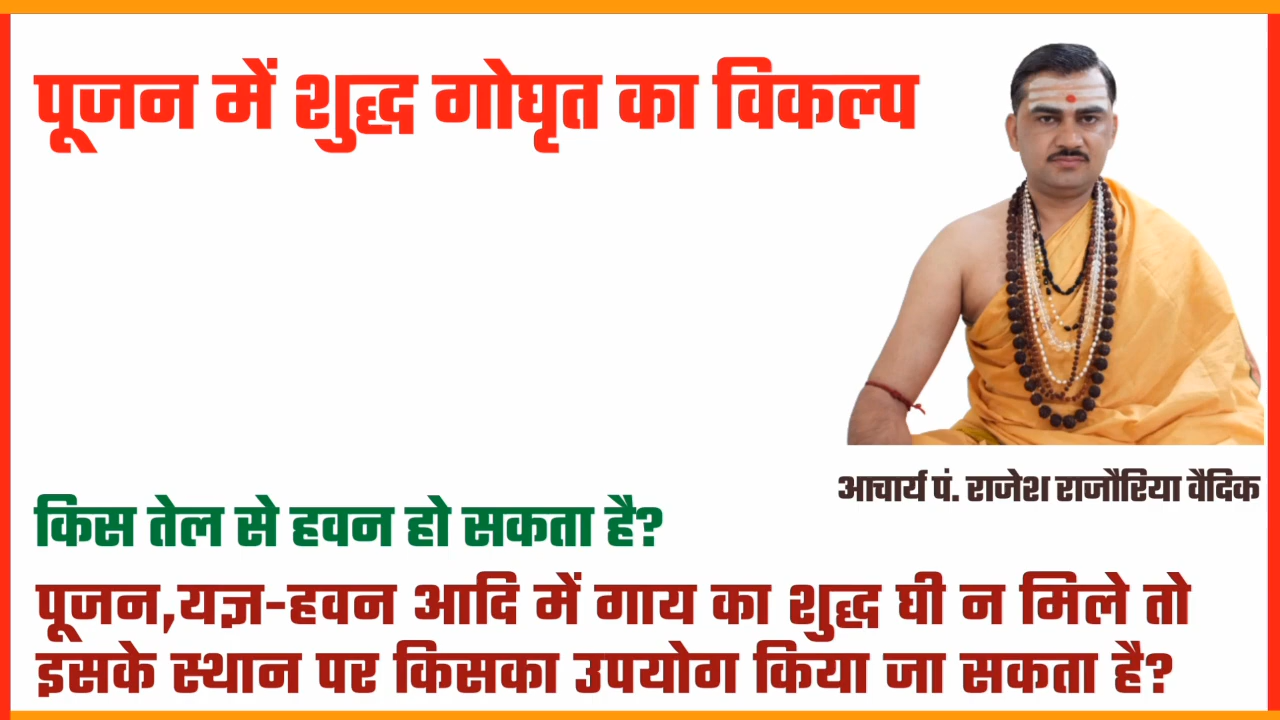 पूजन में शुद्ध गोघृत का विकल्प
आचार्य पं. राजेश राजौरिया वैदिक
किस तेल से हवन हो सकता है?
पूजन,यज्ञ-हवन आदि में गाय का शुद्ध घी न मिले तो
इसके स्थान पर किसका उपयोग किया जा सकता है?